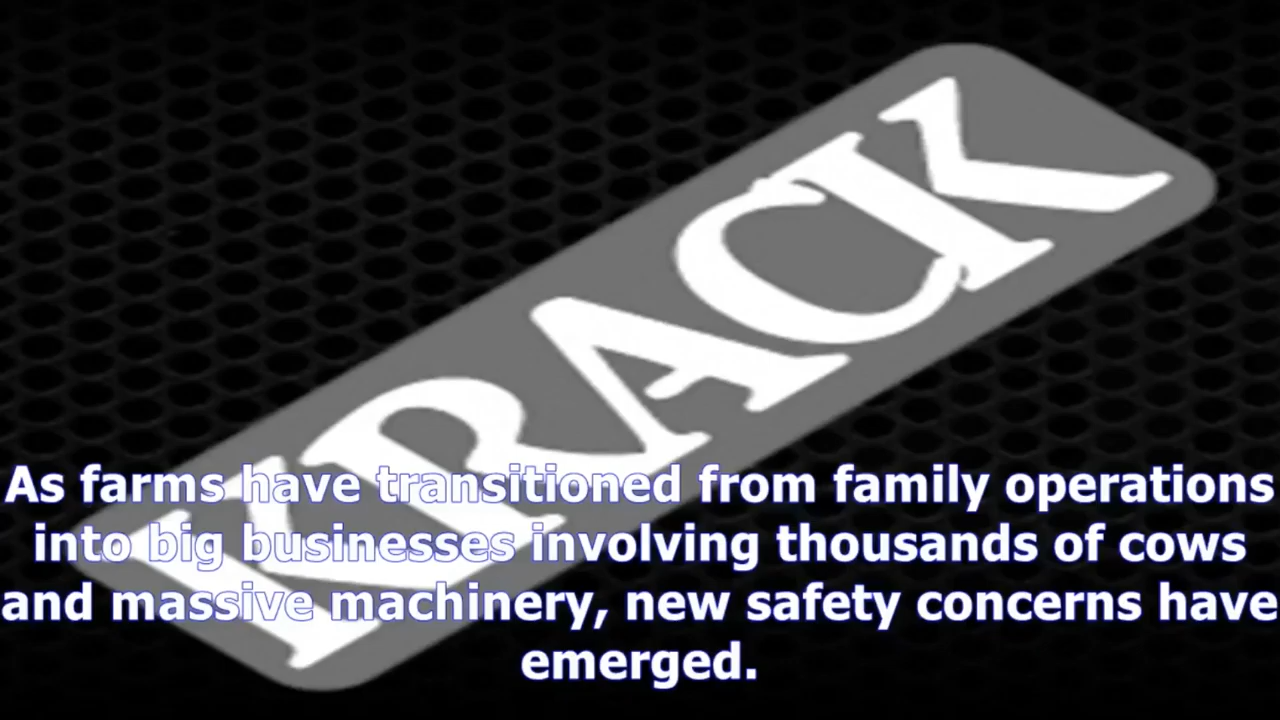 KRACK
As farms have transitioned from family operations
into big businesses involving thousands of cows
and massive machinery, new safety concerns have
emerged.